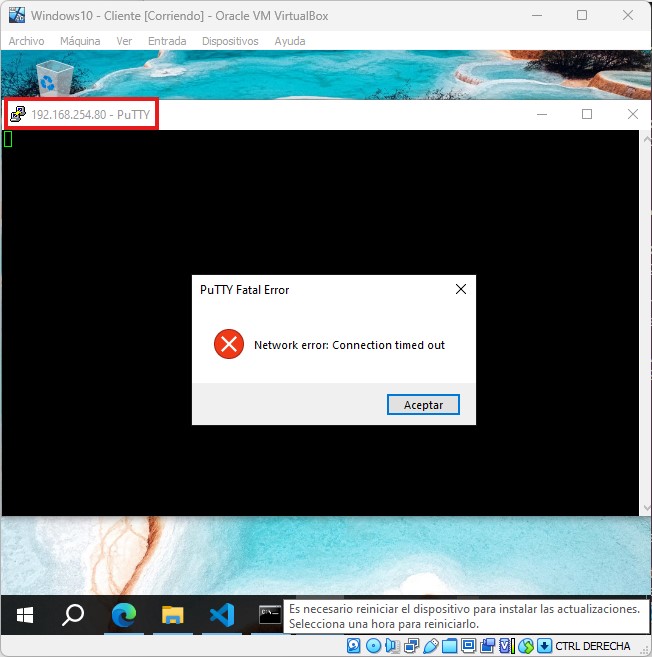 Windows10 - Cliente [Corriendo] - Oracle VM VirtualBox
Archivo Máquina Ver Entrada Dispositivos Ayuda
192.168.254.80 - PuTTY
PuTTY Fatal Error
Network error: Connection timed out
Aceptar
Es necesario reiniciar el dispositivo para instalar las actualizaciones.
Selecciona una hora para reiniciarlo.
CTRL DERECHA